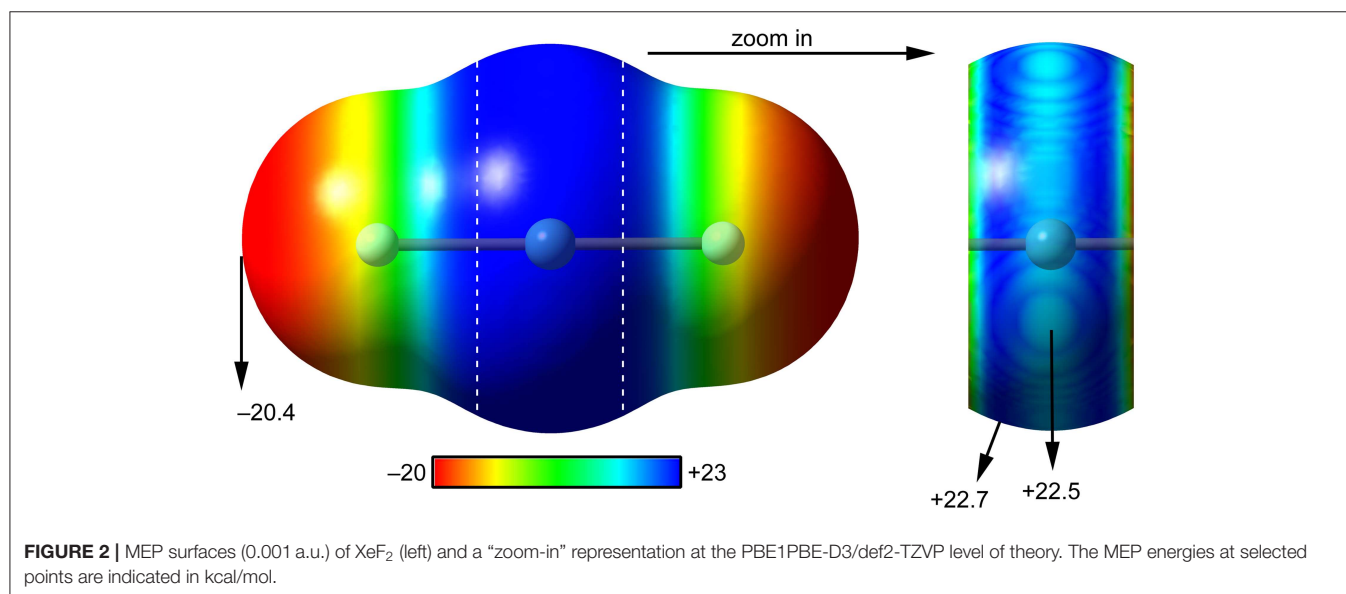 zoom in
–20.4
–20
+23
+22.7
+22.5
FIGURE 2 | MEP surfaces (0.001 a.u.) of XeF₂ (left) and a “zoom-in” representation at the PBE1PBE-D3/def2-TZVP level of theory. The MEP energies at selected
points are indicated in kcal/mol.